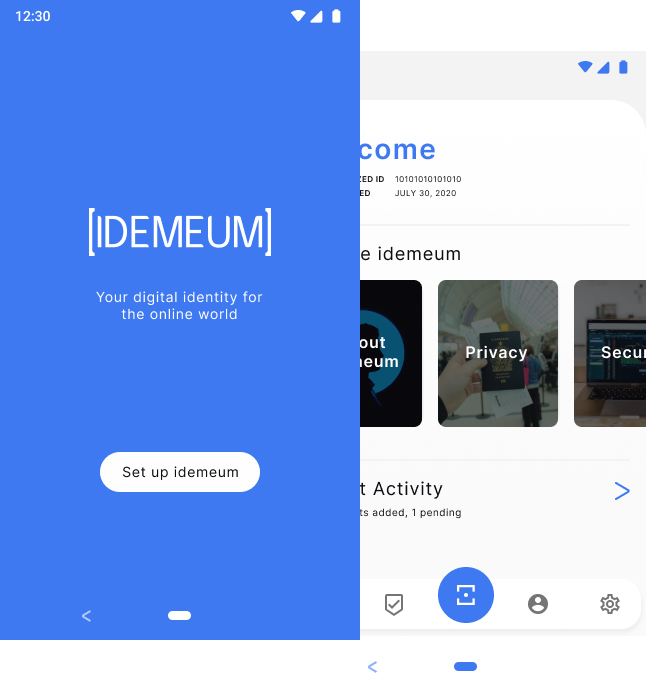 12:30
[IDEMEUM]
Your digital identity for
the online world
Set up idemeum
come
ZED ID 10101010101010
ED JULY 30, 2020
e idemeum
out
eum
Privacy
Secu
t Activity
ts added, 1 pending